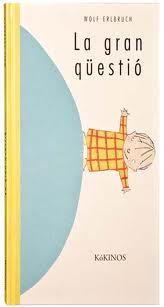 WOLF ERLBRUCH
La gran
qüestió
KóKINOS